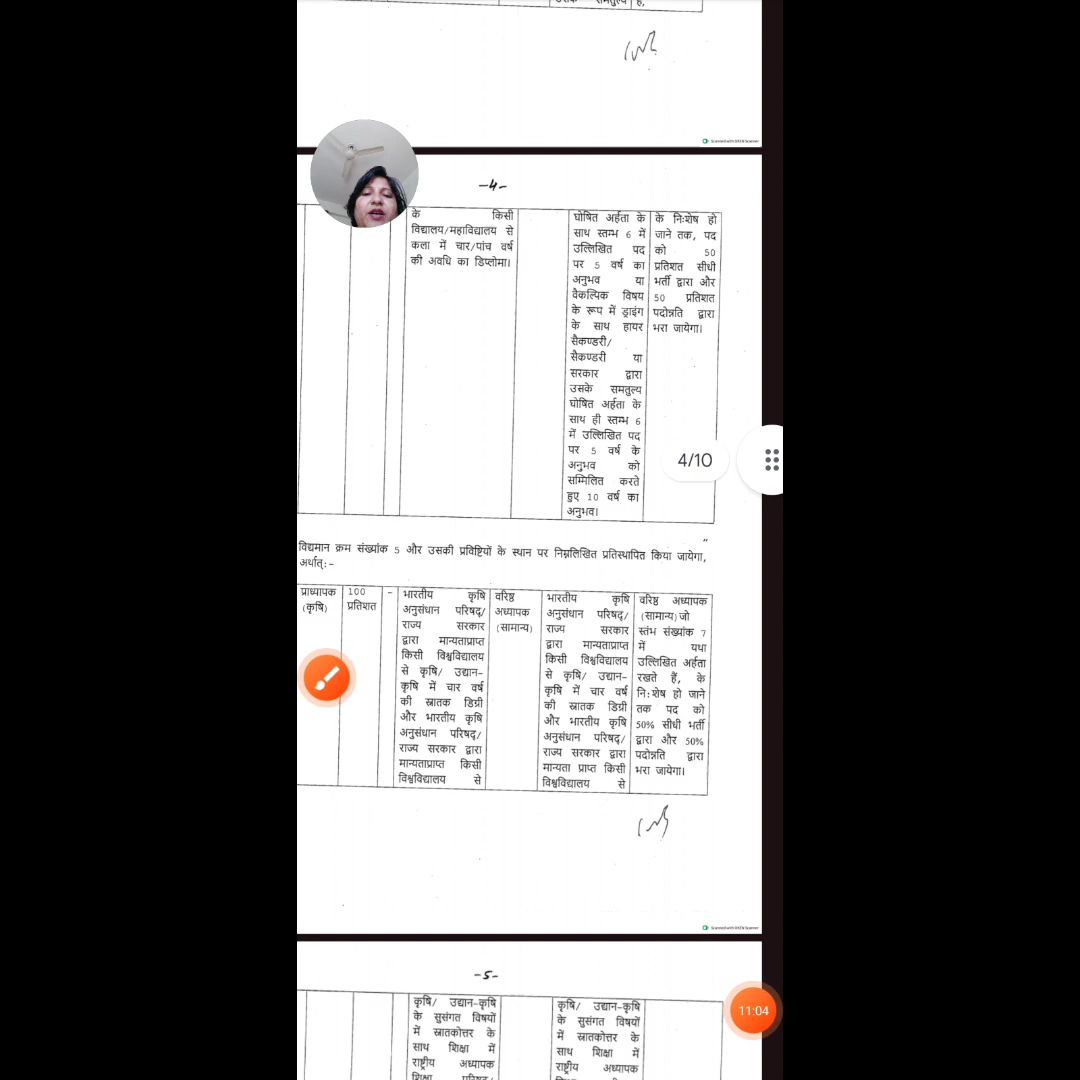 -4-
के किसी
विद्यालय/महाविद्यालय से
कला में चार/पांच वर्ष
की अवधि का डिप्लोमा।
घोषित अर्हता के
साथ स्तम्भ 6 में
उल्लिखित पद
पर 5 वर्ष का
अनुभव या
वैकल्पिक विषय
के रूप में ड्राइंग
के साथ हायर
सैकण्डरी/
सैकण्डरी या
सरकार द्वारा
उसके समतुल्य
घोषित अर्हता के
साथ ही स्तम्भ 6
में उल्लिखित पद
पर 5 वर्ष के
अनुभव को
सम्मिलित करते
हुए 10 वर्ष का
अनुभव।
के निःशेष हो
जाने तक, पद
को 50
प्रतिशत सीधी
भर्ती द्वारा और
50 प्रतिशत
पदोन्नति द्वारा
भरा जायेगा।
4/10
"
विद्यमान क्रम संख्यांक 5 और उसकी प्रविष्टियों के स्थान पर निम्नलिखित प्रतिस्थापित किया जायेगा,
अर्थात्:-
प्राध्यापक
(कृषि)
100
प्रतिशत
-
भारतीय कृषि
अनुसंधान परिषद्/
राज्य सरकार
द्वारा मान्यताप्राप्त
किसी विश्वविद्यालय
से कृषि/ उद्यान-
कृषि में चार वर्ष
की स्नातक डिग्री
और भारतीय कृषि
अनुसंधान परिषद्/
राज्य सरकार द्वारा
मान्यताप्राप्त किसी
विश्वविद्यालय से
वरिष्ठ
अध्यापक
(सामान्य)
भारतीय कृषि
अनुसंधान परिषद्/
राज्य सरकार
द्वारा मान्यताप्राप्त
किसी विश्वविद्यालय
से कृषि/ उद्यान-
कृषि में चार वर्ष
की स्नातक डिग्री
और भारतीय कृषि
अनुसंधान परिषद्/
राज्य सरकार द्वारा
मान्यता प्राप्त किसी
विश्वविद्यालय से
वरिष्ठ अध्यापक
(सामान्य) जो
स्तंभ संख्यांक 7
में यथा
उल्लिखित अर्हता
रखते हैं, के
नि:शेष हो जाने
तक पद को
50% सीधी भर्ती
द्वारा और 50%
पदोन्नति द्वारा
भरा जायेगा।
-5-
कृषि/ उद्यान-कृषि
के सुसंगत विषयों
में स्नातकोत्तर के
साथ शिक्षा में
राष्ट्रीय अध्यापक
कृषि/ उद्यान-कृषि
के सुसंगत विषयों
में स्नातकोत्तर के
साथ शिक्षा में
राष्ट्रीय अध्यापक
11:04